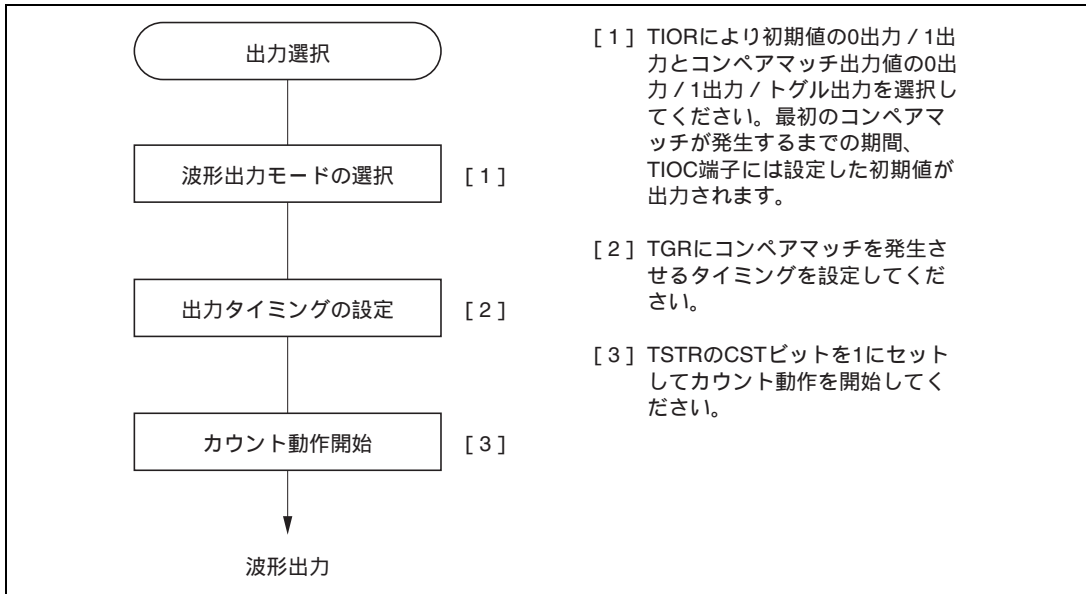 出力選択
波形出力モードの選択 [1]
出力タイミングの設定 [2]
カウント動作開始 [3]
波形出力
[1] TIORにより初期値の0出力/1出
力とコンペアマッチ出力値の0出
力/1出力/トグル出力を選択し
てください。最初のコンペアマ
ッチが発生するまでの期間、
TIOC端子には設定した初期値が
出力されます。
[2] TGRにコンペアマッチを発生さ
せるタイミングを設定してくだ
さい。
[3] TSTRのCSTビットを1にセット
してカウント動作を開始してく
ださい。